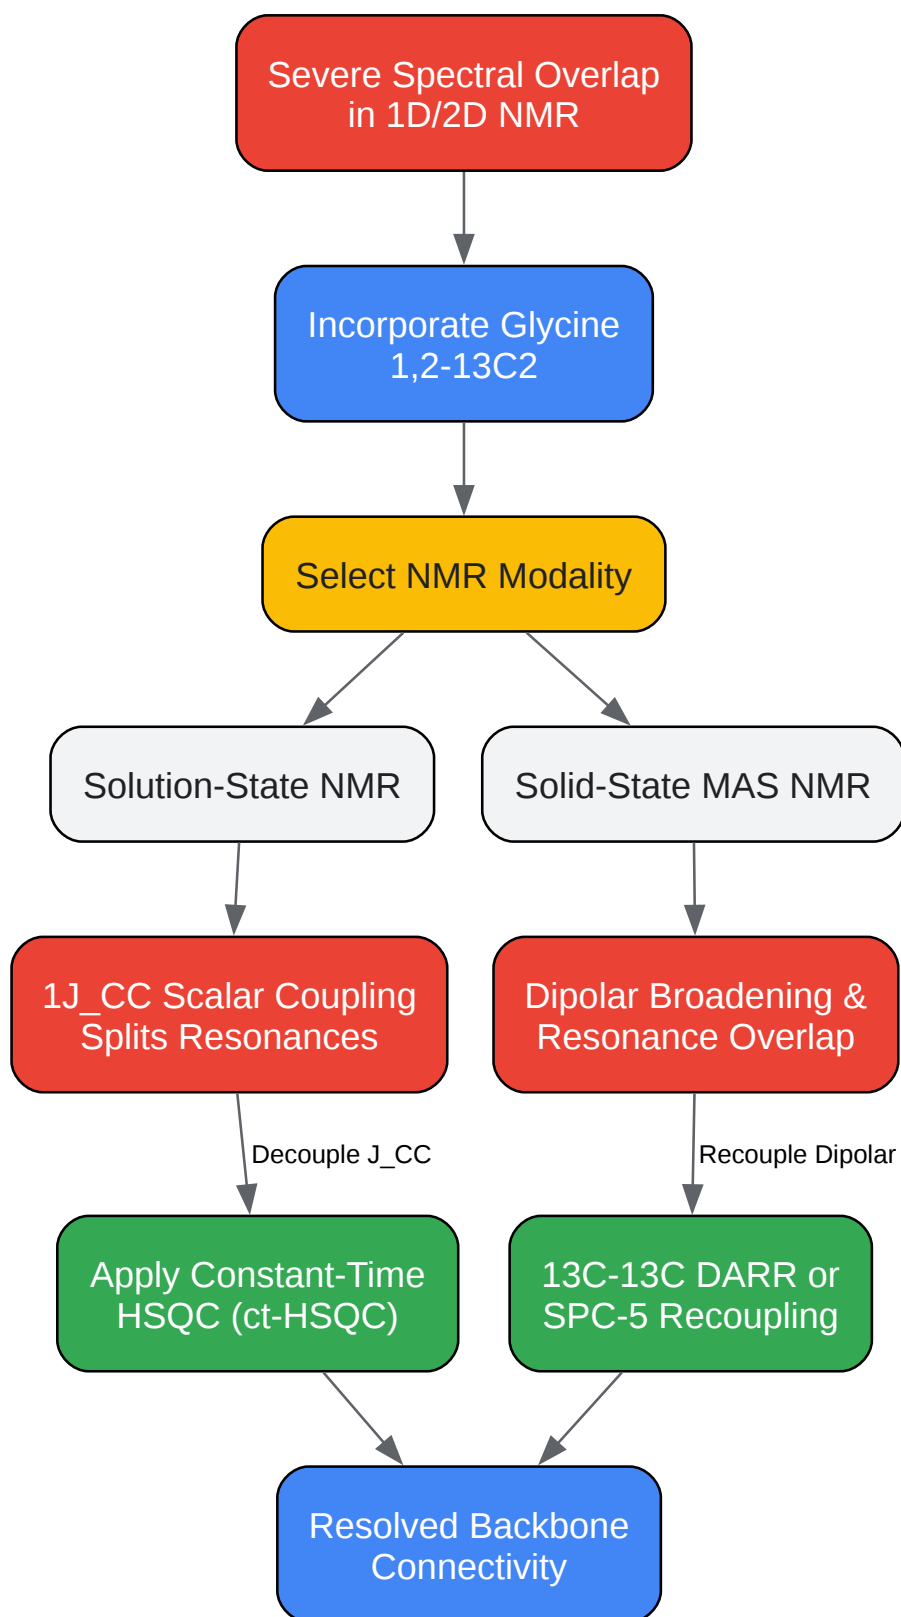 Severe Spectral Overlap
in 1D/2D NMR
Incorporate Glycine
1,2-13C2
Select NMR Modality
Solution-State NMR
Solid-State MAS NMR
1J_CC Scalar Coupling
Splits Resonances
Dipolar Broadening &
Resonance Overlap
Decouple J_CC
Recouple Dipolar
Apply Constant-Time
HSQC (ct-HSQC)
13C-13C DARR or
SPC-5 Recoupling
Resolved Backbone
Connectivity